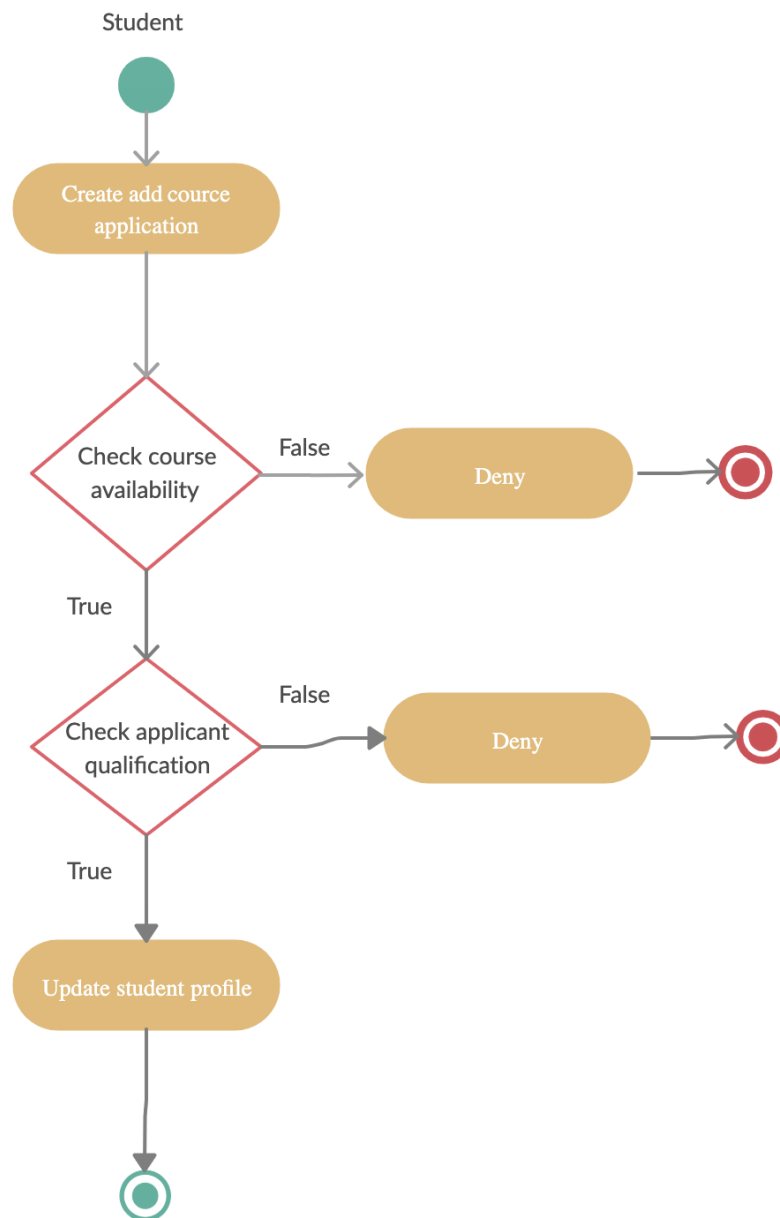 Student
Create add cource
application
Check course
availability
False
Deny
True
Check applicant
qualification
False
Deny
True
Update student profile